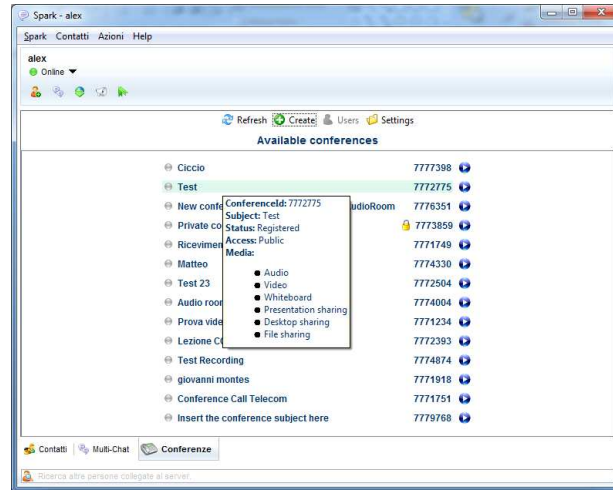 Spark - alex
Spark Contatti Azioni Help
alex
Online
Refresh Create Users Settings
Available conferences
Ciccio 7777398
Test 7772775
New confe udioRoom 7776351
Private co 7773859
Ricevimen 7771749
Matteo 7774330
Test 23 7772504
Audio roor 7774004
Prova vide 7771234
Lezione C 7772393
Test Recording 7774874
giovanni montes 7771918
Conference Call Telecom 7771751
Insert the conference subject here 7779768
ConferenceId: 7772775
Subject: Test
Status: Registered
Access: Public
Media:
Audio
Video
Whiteboard
Presentation sharing
Desktop sharing
File sharing
Contatti Multi-Chat Conferenze
Ricerca altre persone collegate al server